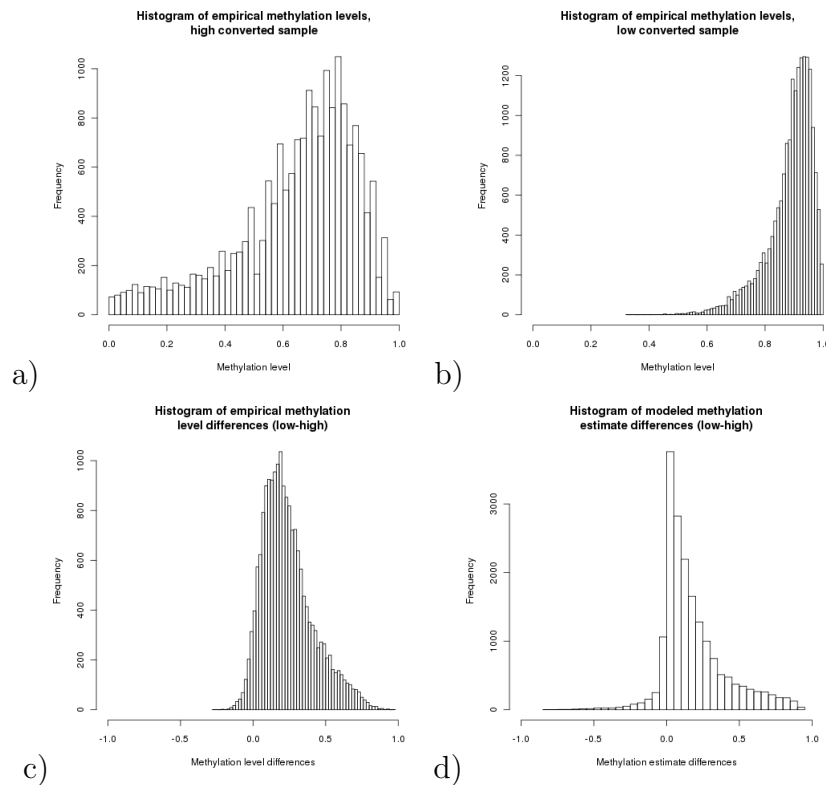 Histogram of empirical methylation levels,
high converted sample
Frequency
0 200 400 600 800 1000
0.0 0.2 0.4 0.6 0.8 1.0
Methylation level
a)
Histogram of empirical methylation levels,
low converted sample
Frequency
0 200 400 600 800 1000 1200
0.0 0.2 0.4 0.6 0.8 1.0
Methylation level
b)
Histogram of empirical methylation
level differences (low-high)
Frequency
0 200 400 600 800 1000
-1.0 -0.5 0.0 0.5 1.0
Methylation level differences
c)
Histogram of modeled methylation
estimate differences (low-high)
Frequency
0 1000 2000 3000
-1.0 -0.5 0.0 0.5 1.0
Methylation estimate differences
d)